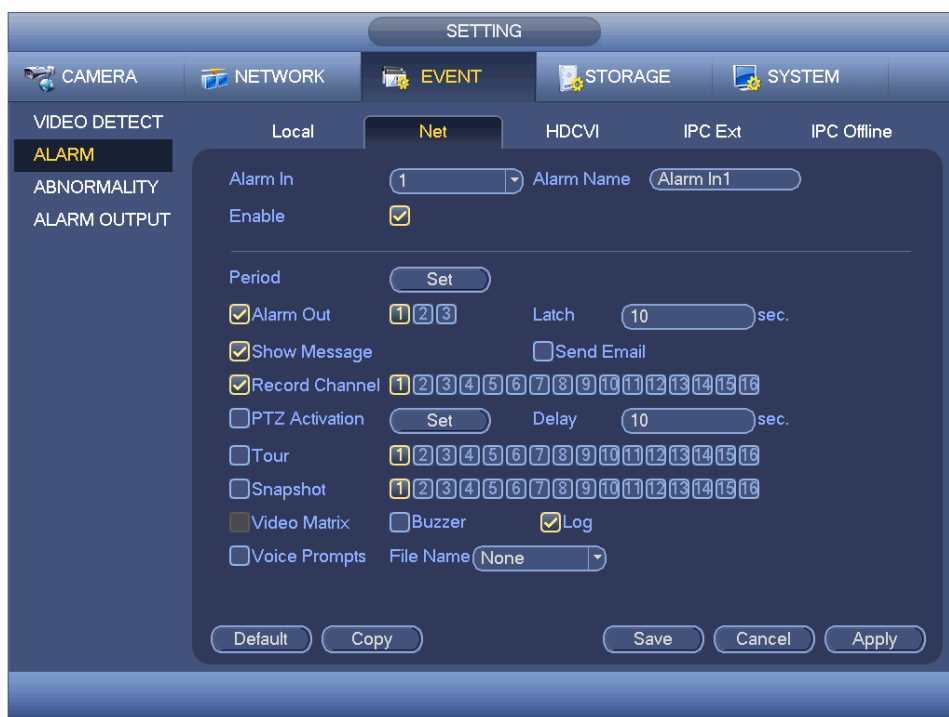 SETTING
CAMERA NETWORK EVENT STORAGE SYSTEM
VIDEO DETECT
ALARM
ABNORMALITY
ALARM OUTPUT
Local Net HDCVI IPC Ext IPC Offline
Alarm In 1 Alarm Name Alarm In1
Enable
Period Set
Alarm Out 1 2 3 Latch 10 sec.
Show Message Send Email
Record Channel 1 2 3 4 5 6 7 8 9 10 11 12 13 14 15 16
PTZ Activation Set Delay 10 sec.
Tour 1 2 3 4 5 6 7 8 9 10 11 12 13 14 15 16
Snapshot 1 2 3 4 5 6 7 8 9 10 11 12 13 14 15 16
Video Matrix Buzzer Log
Voice Prompts File Name None
Default Copy Save Cancel Apply